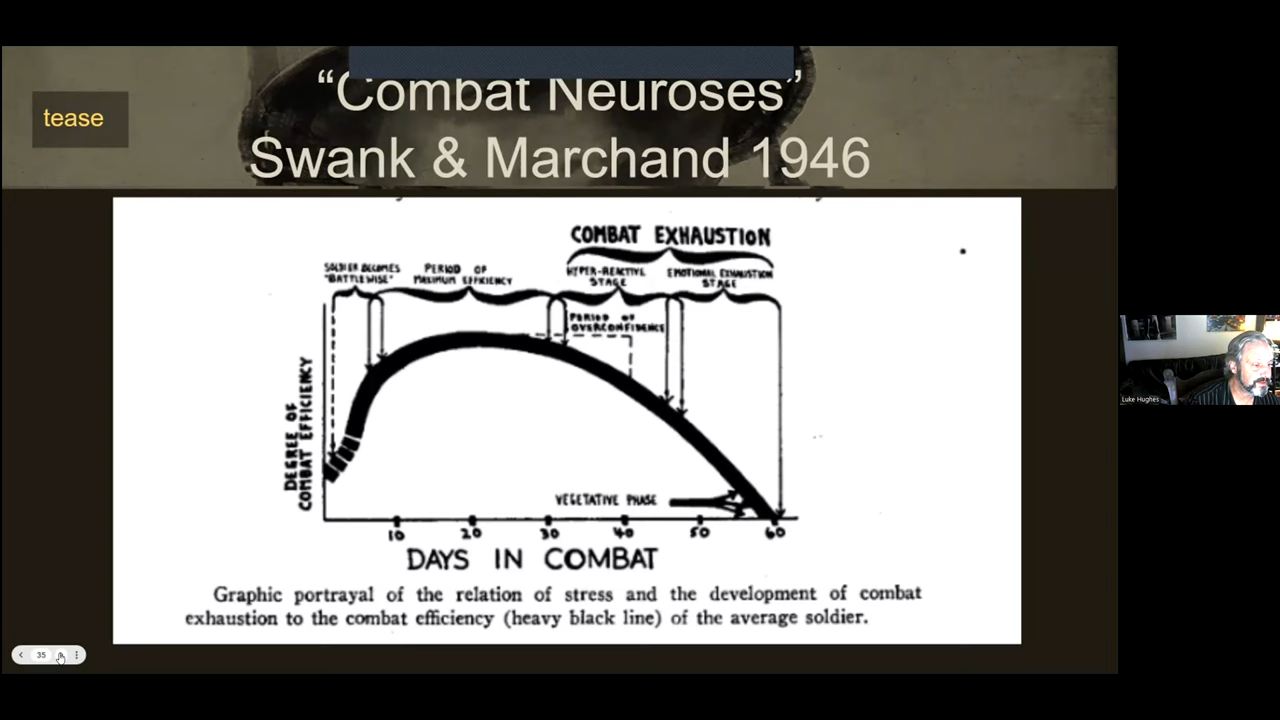 tease
“Combat Neuroses”
Swank & Marchand 1946
COMBAT EXHAUSTION
SOLDIER BECOMES
"BATTLEWISE"
PERIOD OF
MAXIMUM EFFICIENCY
HYPER-REACTIVE
STAGE
EMOTIONAL EXHAUSTION
STAGE
PERIOD OF
OVERCONFIDENCE
DEGREE OF
COMBAT EFFICIENCY
VEGETATIVE PHASE
10 20 30 40 50 60
DAYS IN COMBAT
Graphic portrayal of the relation of stress and the development of combat
exhaustion to the combat efficiency (heavy black line) of the average soldier.
Luke Hughes
35